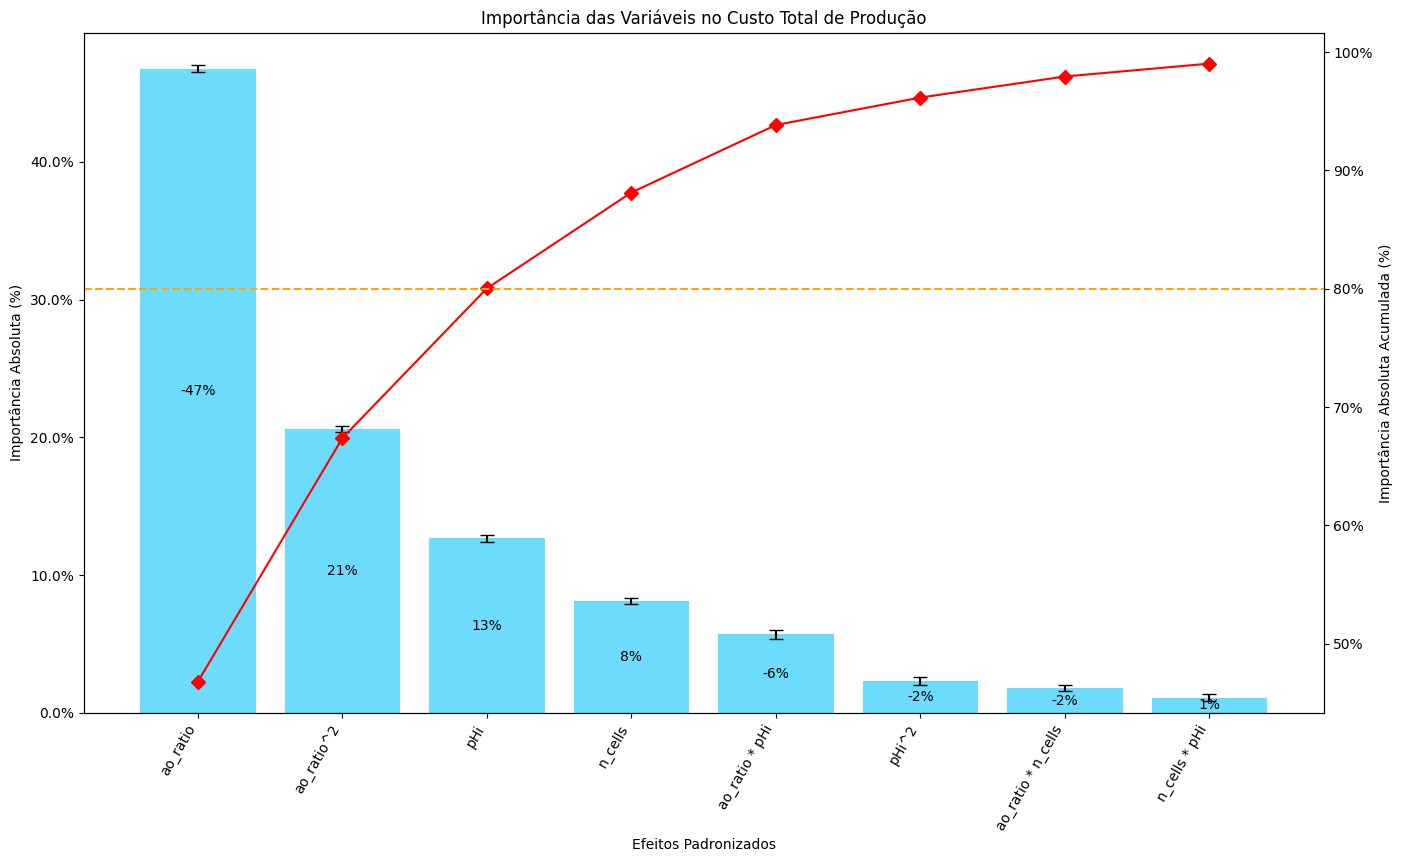 Importância das Variáveis no Custo Total de Produção
Importância Absoluta (%)
40.0%
30.0%
20.0%
10.0%
0.0%
-47%
21%
13%
8%
-6%
-2%
-2%
1%
100%
90%
80%
70%
60%
50%
Importância Absoluta Acumulada (%)
ao_ratio
ao_ratio^2
pHi
n_cells
ao_ratio * pHi
pHi^2
ao_ratio * n_cells
n_cells * pHi
Efeitos Padronizados